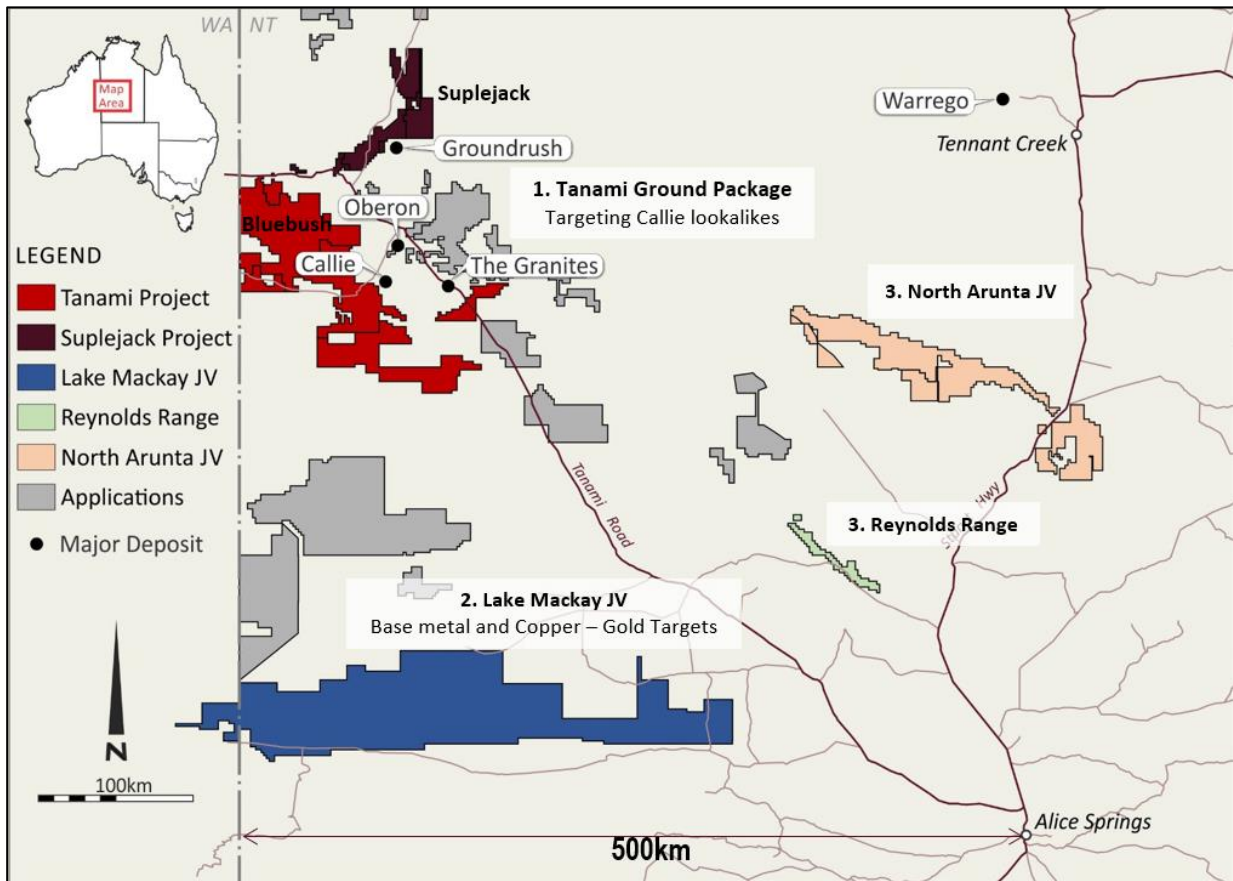 WA NT
Map
Area
Suplejack
Groundrush
Warrego
Tennant Creek
1. Tanami Ground Package
Targeting Callie lookalikes
Bluebush
Oberon
Callie
The Granites
LEGEND
Tanami Project
Suplejack Project
Lake Mackay JV
Reynolds Range
North Arunta JV
Applications
Major Deposit
3. North Arunta JV
Tanami Road
Stuart Hwy
3. Reynolds Range
2. Lake Mackay JV
Base metal and Copper – Gold Targets
N
100km
Alice Springs
500km